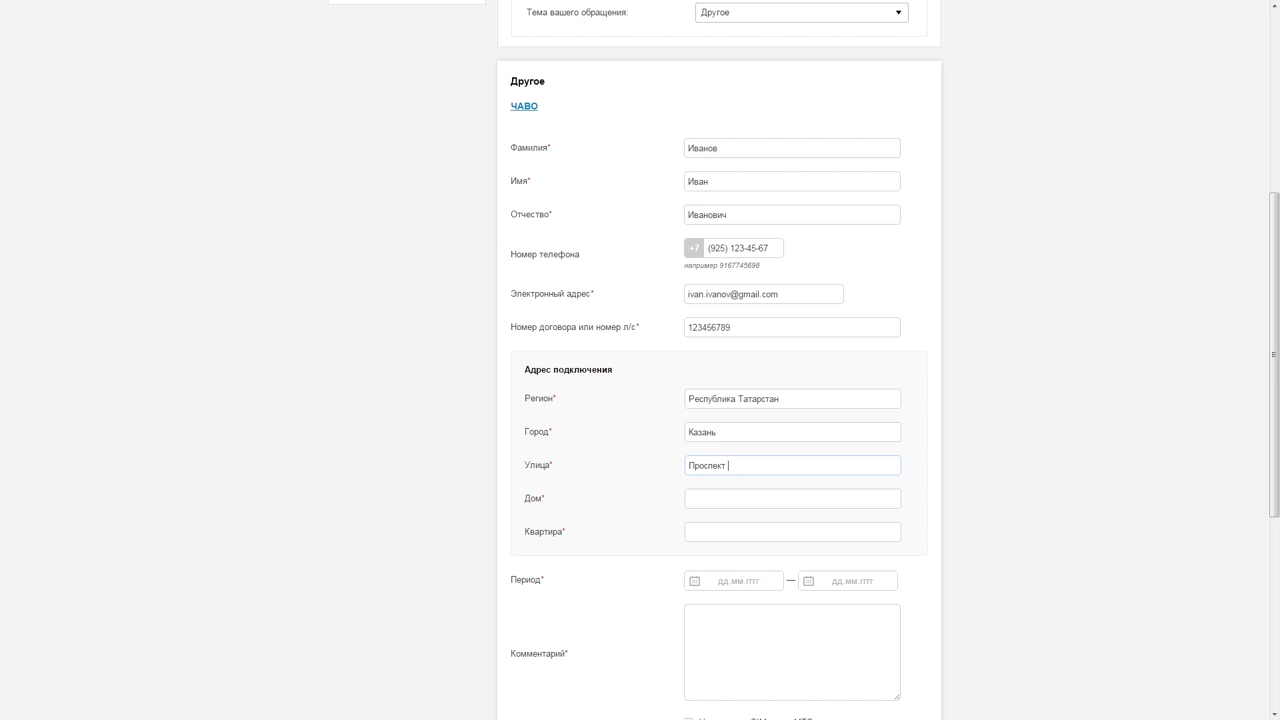 Тема вашего обращения: Другое
Другое
ЧАВО
Фамилия* Иванов
Имя* Иван
Отчество* Иванович
Номер телефона +7 (925) 123-45-67
например 9167745698
Электронный адрес* ivan.ivanov@gmail.com
Номер договора или номер л/с* 123456789
Адрес подключения
Регион* Республика Татарстан
Город* Казань
Улица* Проспект
Дом*
Квартира*
Период* дд.мм.гггг — дд.мм.гггг
Комментарий*